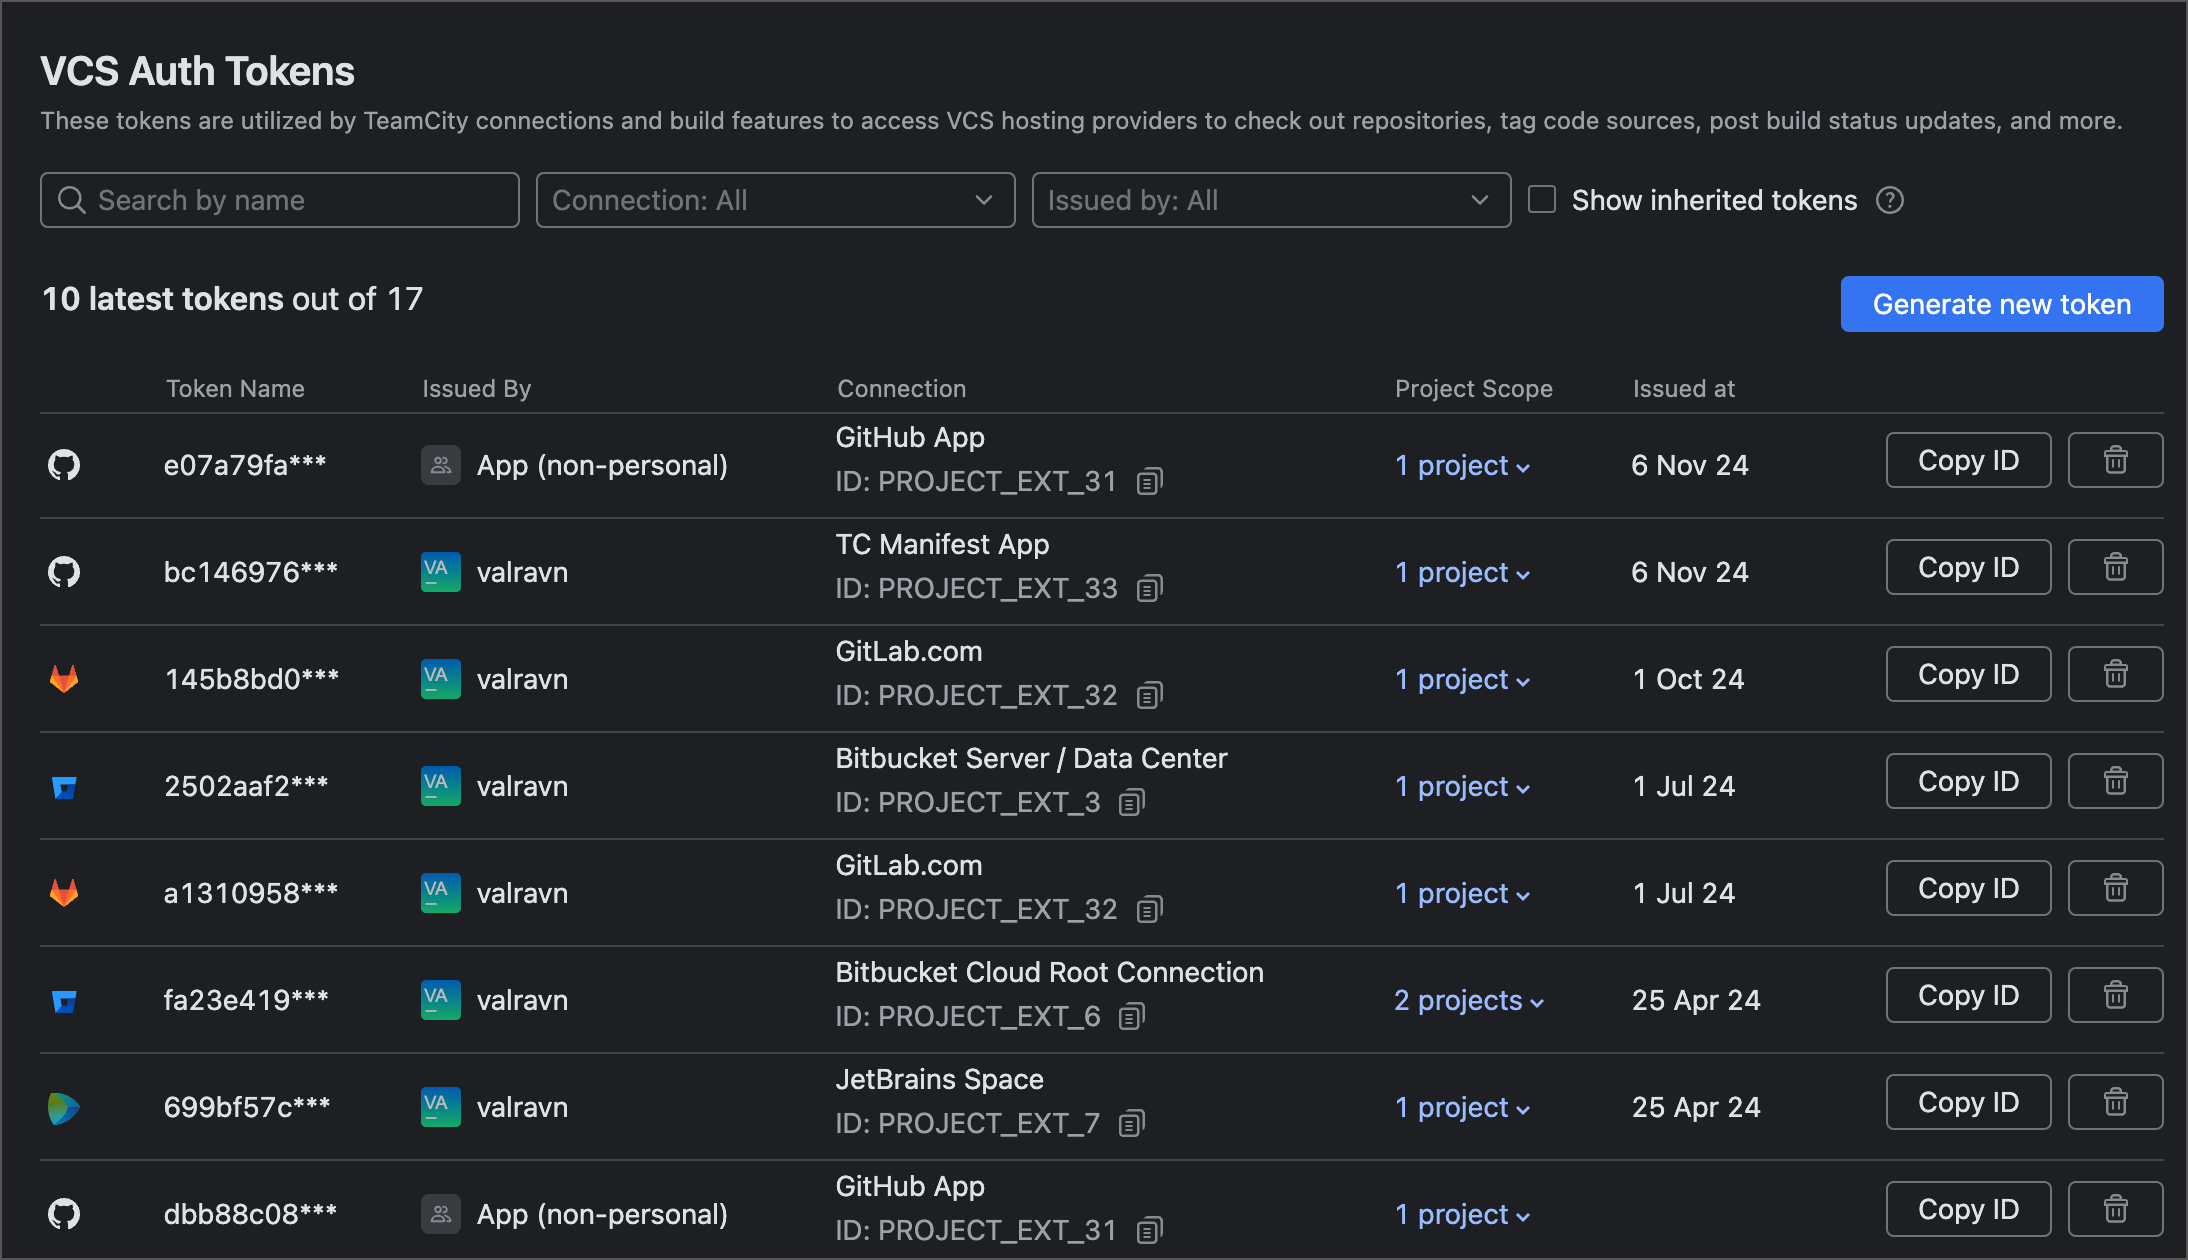 VCS Auth Tokens
These tokens are utilized by TeamCity connections and build features to access VCS hosting providers to check out repositories, tag code sources, post build status updates, and more.
Search by name Connection: All Issued by: All Show inherited tokens ?
10 latest tokens out of 17
Generate new token
Token Name Issued By Connection Project Scope Issued at
GitHub App
e07a79fa*** App (non-personal) 1 project 6 Nov 24 Copy ID
ID: PROJECT_EXT_31
TC Manifest App
bc146976*** VA valravn 1 project 6 Nov 24 Copy ID
ID: PROJECT_EXT_33
GitLab.com
145b8bd0*** VA valravn 1 project 1 Oct 24 Copy ID
ID: PROJECT_EXT_32
Bitbucket Server / Data Center
2502aaf2*** VA valravn 1 project 1 Jul 24 Copy ID
ID: PROJECT_EXT_3
GitLab.com
a1310958*** VA valravn 1 project 1 Jul 24 Copy ID
ID: PROJECT_EXT_32
Bitbucket Cloud Root Connection
fa23e419*** VA valravn 2 projects 25 Apr 24 Copy ID
ID: PROJECT_EXT_6
JetBrains Space
699bf57c*** VA valravn 1 project 25 Apr 24 Copy ID
ID: PROJECT_EXT_7
GitHub App
dbb88c08*** App (non-personal) 1 project Copy ID
ID: PROJECT_EXT_31